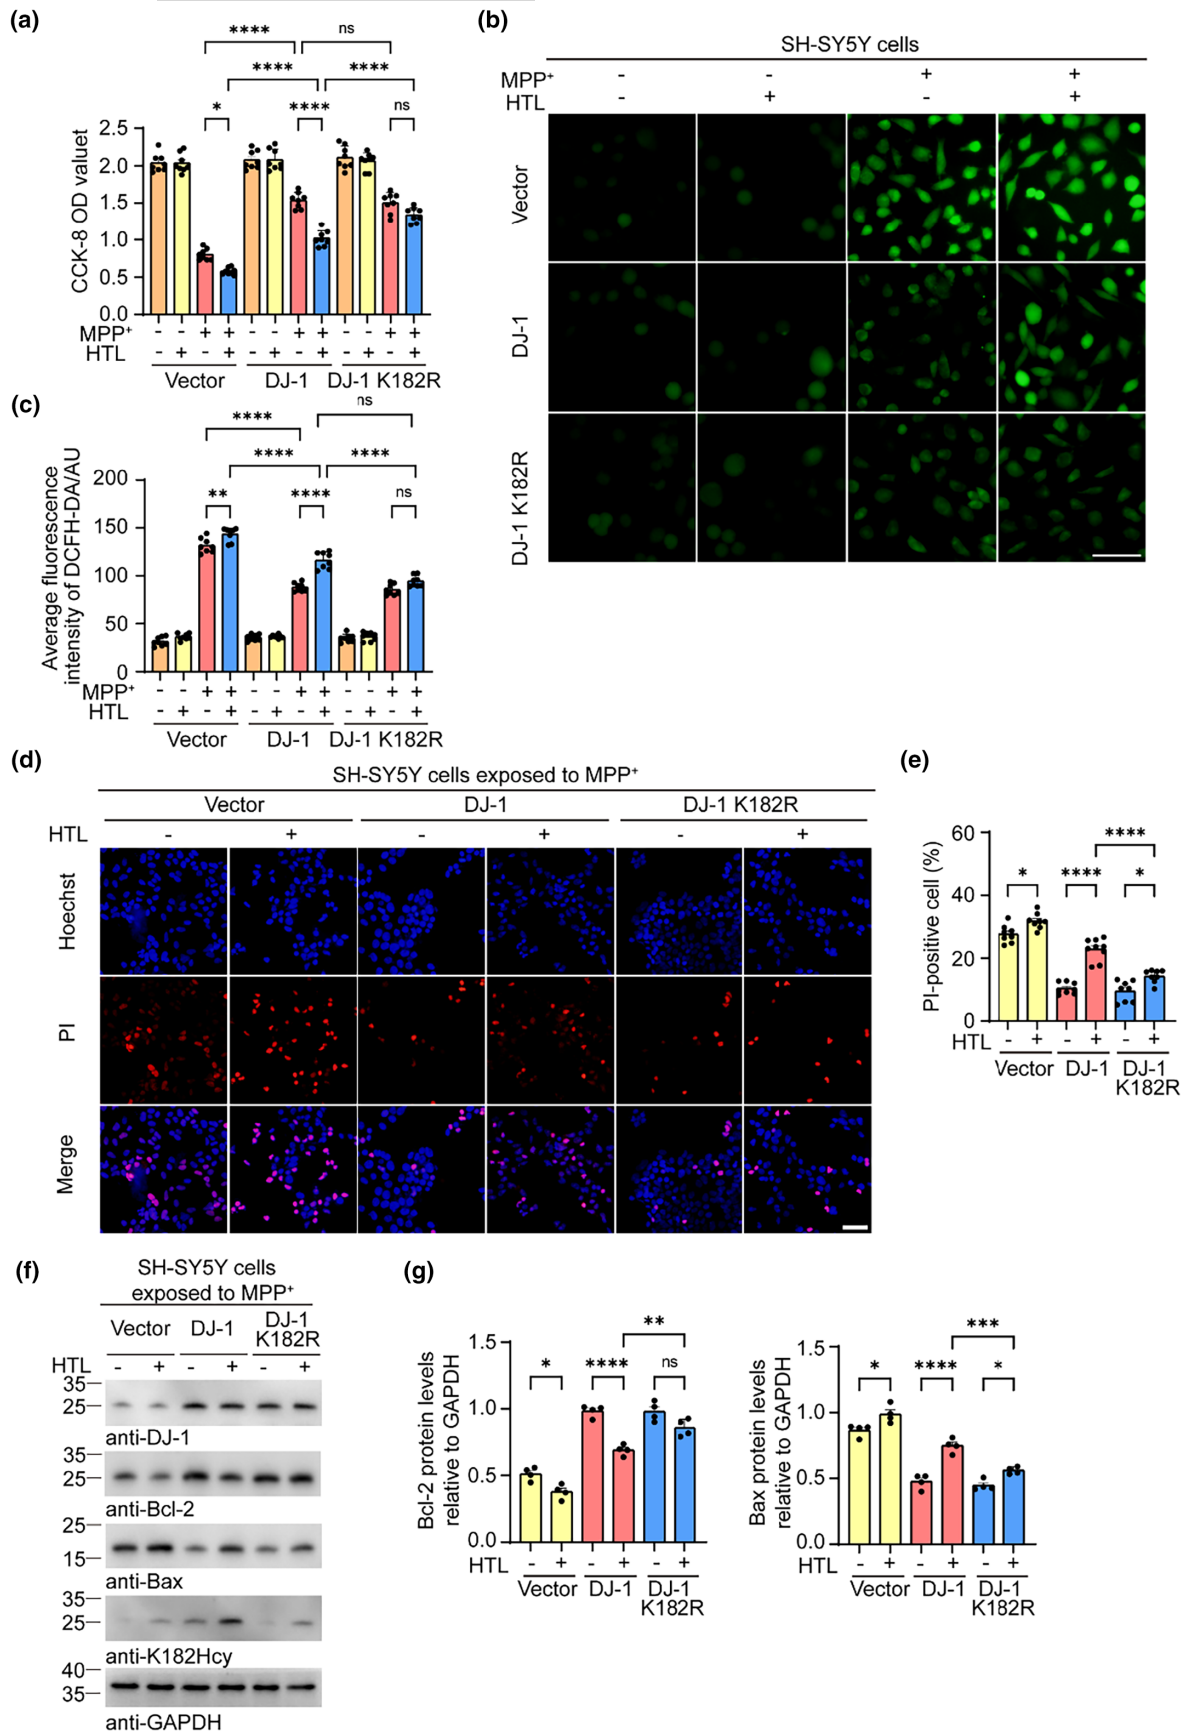 (a)
**** ns
**** ****
* **** ns
CCK-8 OD valuet
2.5
2.0
1.5
1.0
0.5
0.0
MPP⁺ - - + + - - + + - - + +
HTL - + - + - + - + - + - +
Vector DJ-1 DJ-1 K182R
(b)
SH-SY5Y cells
MPP⁺ - - + +
HTL - + - +
Vector
DJ-1
DJ-1 K182R
(c)
ns
****
**** ****
** **** ns
Average fluorescence
intensity of DCFH-DA/AU
200
150
100
50
0
MPP⁺ - - + + - - + + - - + +
HTL - + - + - + - + - + - +
Vector DJ-1 DJ-1 K182R
(d)
SH-SY5Y cells exposed to MPP⁺
Vector DJ-1 DJ-1 K182R
HTL - + - + - +
Hoechst
PI
Merge
(e)
****
* **** *
PI-positive cell (%)
60
40
20
0
HTL - + - + - +
Vector DJ-1 DJ-1
K182R
(f)
SH-SY5Y cells
exposed to MPP⁺
Vector DJ-1 DJ-1
K182R
HTL - + - + - +
35
25
anti-DJ-1
35
25
anti-Bcl-2
25
15
anti-Bax
35
25
anti-K182Hcy
40
35
anti-GAPDH
(g)
**
* **** ns
Bcl-2 protein levels
relative to GAPDH
1.5
1.0
0.5
0.0
HTL - + - + - +
Vector DJ-1 DJ-1
K182R
***
* **** *
Bax protein levels
relative to GAPDH
1.5
1.0
0.5
0.0
HTL - + - + - +
Vector DJ-1 DJ-1
K182R